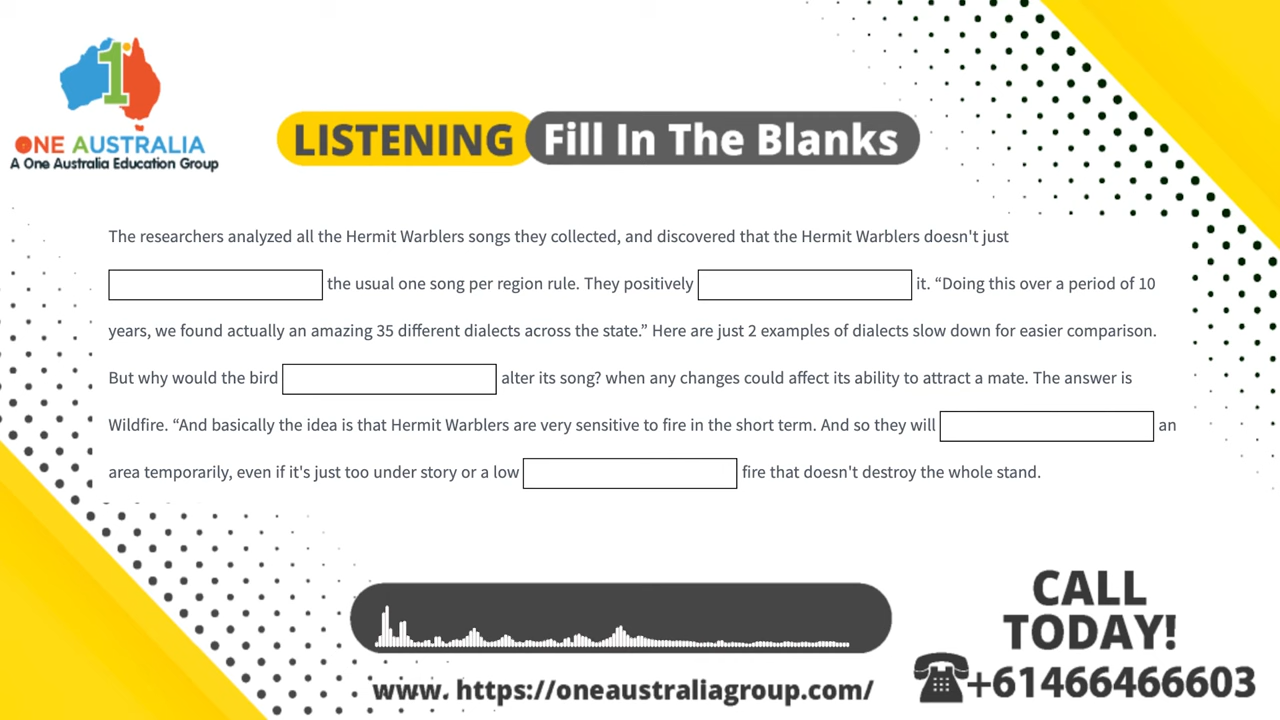 1
ONE AUSTRALIA
A One Australia Education Group
LISTENING Fill In The Blanks
The researchers analyzed all the Hermit Warblers songs they collected, and discovered that the Hermit Warblers doesn't just
the usual one song per region rule. They positively it. “Doing this over a period of 10
years, we found actually an amazing 35 different dialects across the state.” Here are just 2 examples of dialects slow down for easier comparison.
But why would the bird alter its song? when any changes could affect its ability to attract a mate. The answer is
Wildfire. “And basically the idea is that Hermit Warblers are very sensitive to fire in the short term. And so they will an
area temporarily, even if it's just too under story or a low fire that doesn't destroy the whole stand.
CALL
TODAY!
+61466466603
www. https://oneaustraliagroup.com/